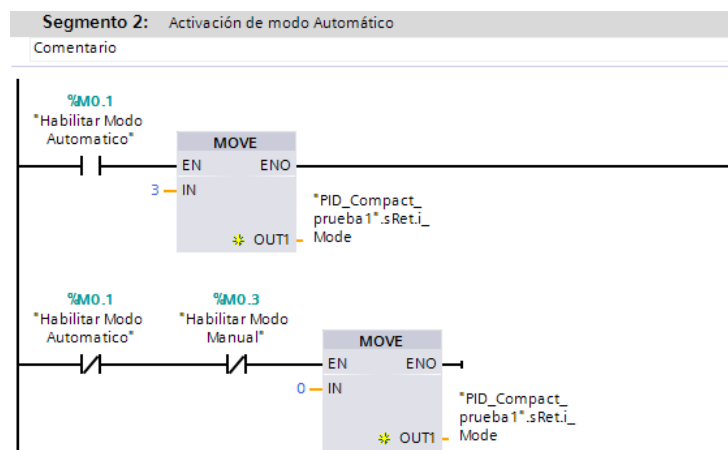 Segmento 2: Activación de modo Automático
Comentario
%M0.1
"Habilitar Modo
Automatico"
MOVE
EN ENO
3 IN
OUT1
"PID_Compact_
prueba1".sRet.i_
Mode
%M0.1
"Habilitar Modo
Automatico"
%M0.3
"Habilitar Modo
Manual"
MOVE
EN ENO
0 IN
OUT1
"PID_Compact_
prueba1".sRet.i_
Mode